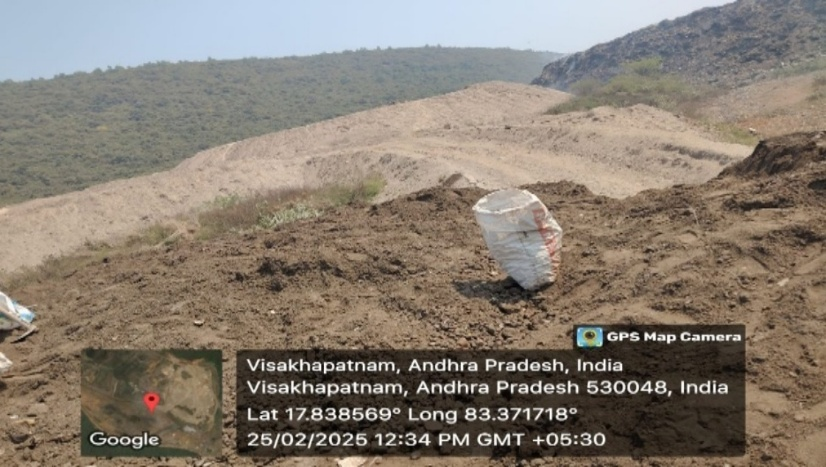 GPS Map Camera
Visakhapatnam, Andhra Pradesh, India
Visakhapatnam, Andhra Pradesh 530048, India
Lat 17.838569° Long 83.371718°
25/02/2025 12:34 PM GMT +05:30
Google